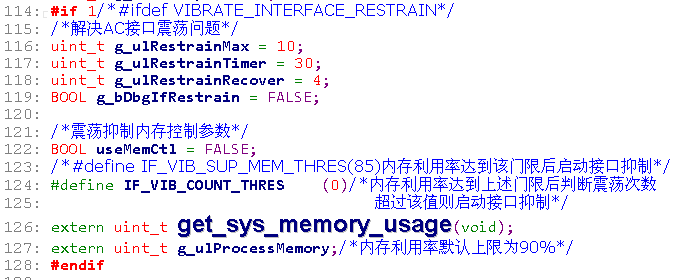 114: #if 1/*#ifdef VIBRATE_INTERFACE_RESTRAIN*/
115: /*解决AC接口震荡问题*/
116: uint_t g_ulRestrainMax = 10;
117: uint_t g_ulRestrainTimer = 30;
118: uint_t g_ulRestrainRecover = 4;
119: BOOL g_bDbgIfRestrain = FALSE;
120:
121: /*震荡抑制内存控制参数*/
122: BOOL useMemCtl = FALSE;
123: /*#define IF_VIB_SUP_MEM_THRES(85)内存利用率达到该门限后启动接口抑制*/
124: #define IF_VIB_COUNT_THRES (0)/*内存利用率达到上述门限后判断震荡次数
125: 超过该值则启动接口抑制*/
126: extern uint_t get_sys_memory_usage(void);
127: extern uint_t g_ulProcessMemory;/*内存利用率默认上限为90%*/
128: #endif